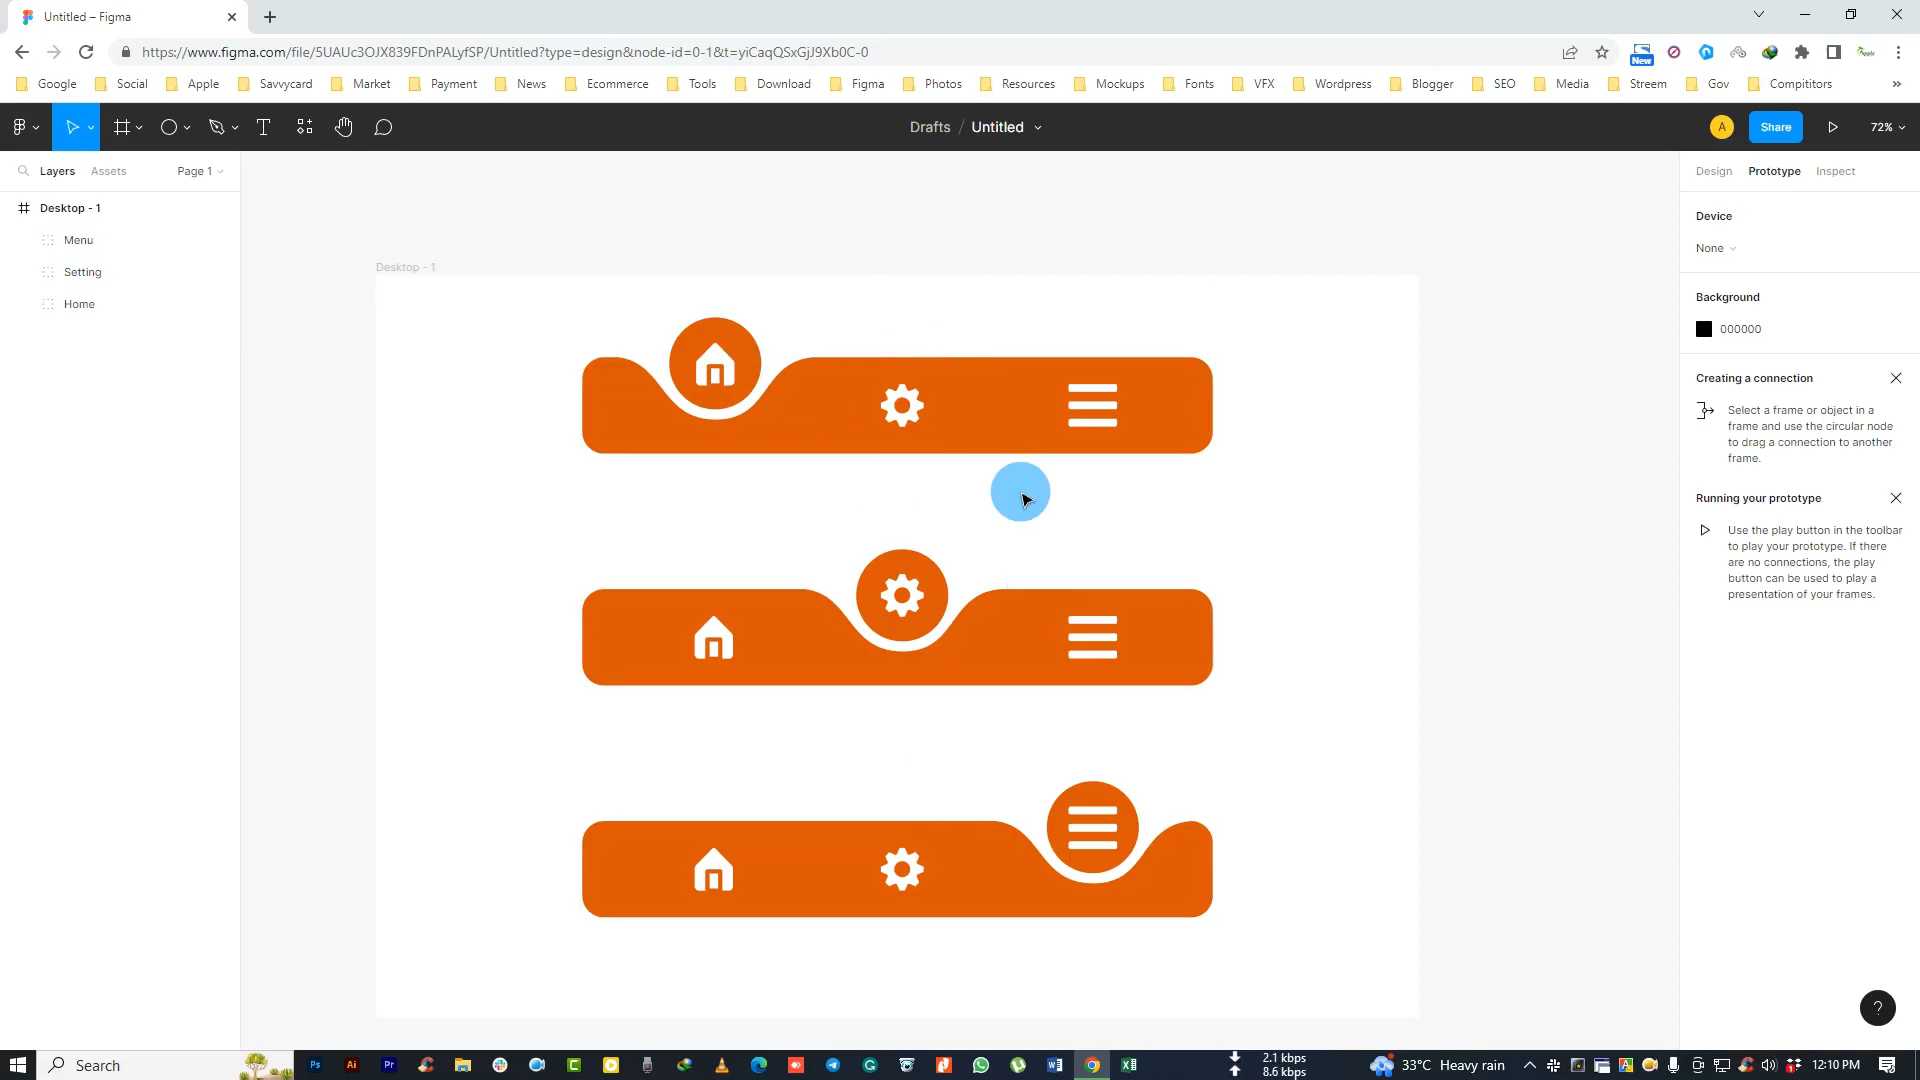 Untitled – Figma
https://www.figma.com/file/5UAUc3OJX839FDnPALyfSP/Untitled?type=design&node-id=0-1&t=yiCaqQSxGjJ9Xb0C-0
New
Google Social Apple Savvycard Market Payment News Ecommerce Tools Download Figma Photos Resources Mockups Fonts VFX Wordpress Blogger SEO Media Streem Gov Compititors
Drafts / Untitled
A Share 72%
Layers Assets Page 1
Design Prototype Inspect
Desktop - 1
Menu
Setting
Home
Desktop - 1
Device
None
Background
000000
Creating a connection
Select a frame or object in a
frame and use the circular node
to drag a connection to another
frame.
Running your prototype
Use the play button in the toolbar
to play your prototype. If there
are no connections, the play
button can be used to play a
presentation of your frames.
?
Search
Ps Ai Pr
2.1 kbps
8.6 kbps
33°C Heavy rain
12:10 PM